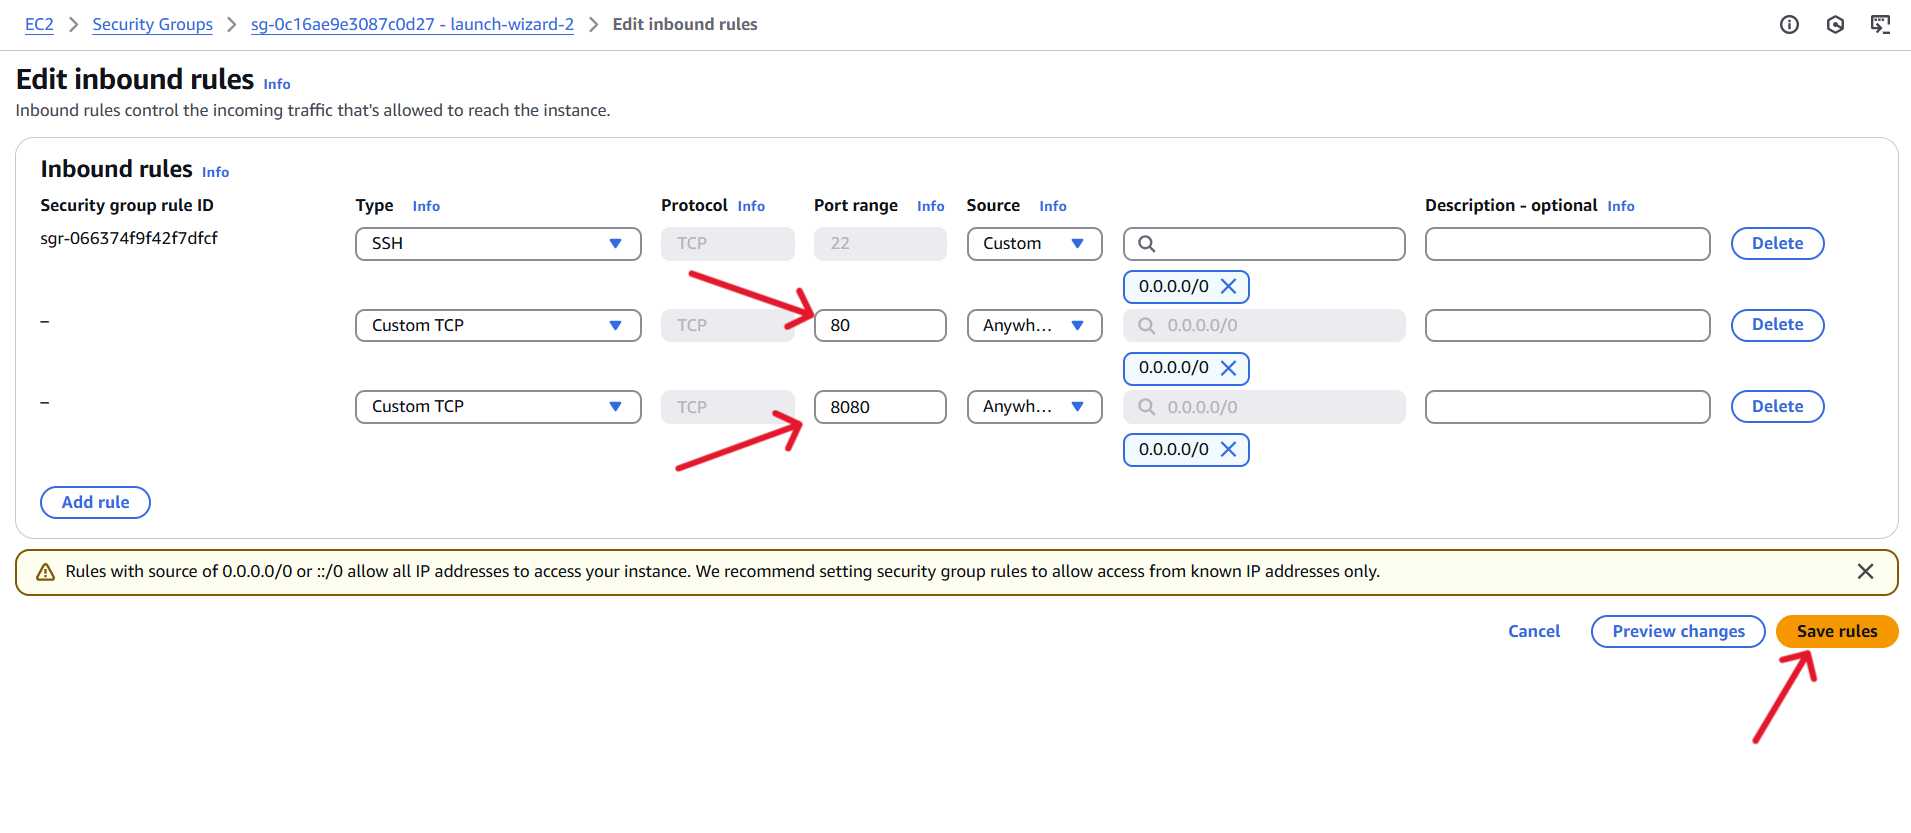 EC2 > Security Groups > sg-0c16ae9e3087c0d27 - launch-wizard-2 > Edit inbound rules
Edit inbound rules Info
Inbound rules control the incoming traffic that's allowed to reach the instance.
Inbound rules Info
Security group rule ID Type Info Protocol Info Port range Info Source Info Description - optional Info
sgr-066374f9f42f7dfcf SSH TCP 22 Custom Delete
0.0.0.0/0
– Custom TCP TCP 80 Anywh... 0.0.0.0/0 Delete
0.0.0.0/0
– Custom TCP TCP 8080 Anywh... 0.0.0.0/0 Delete
0.0.0.0/0
Add rule
Rules with source of 0.0.0.0/0 or ::/0 allow all IP addresses to access your instance. We recommend setting security group rules to allow access from known IP addresses only.
Cancel Preview changes Save rules